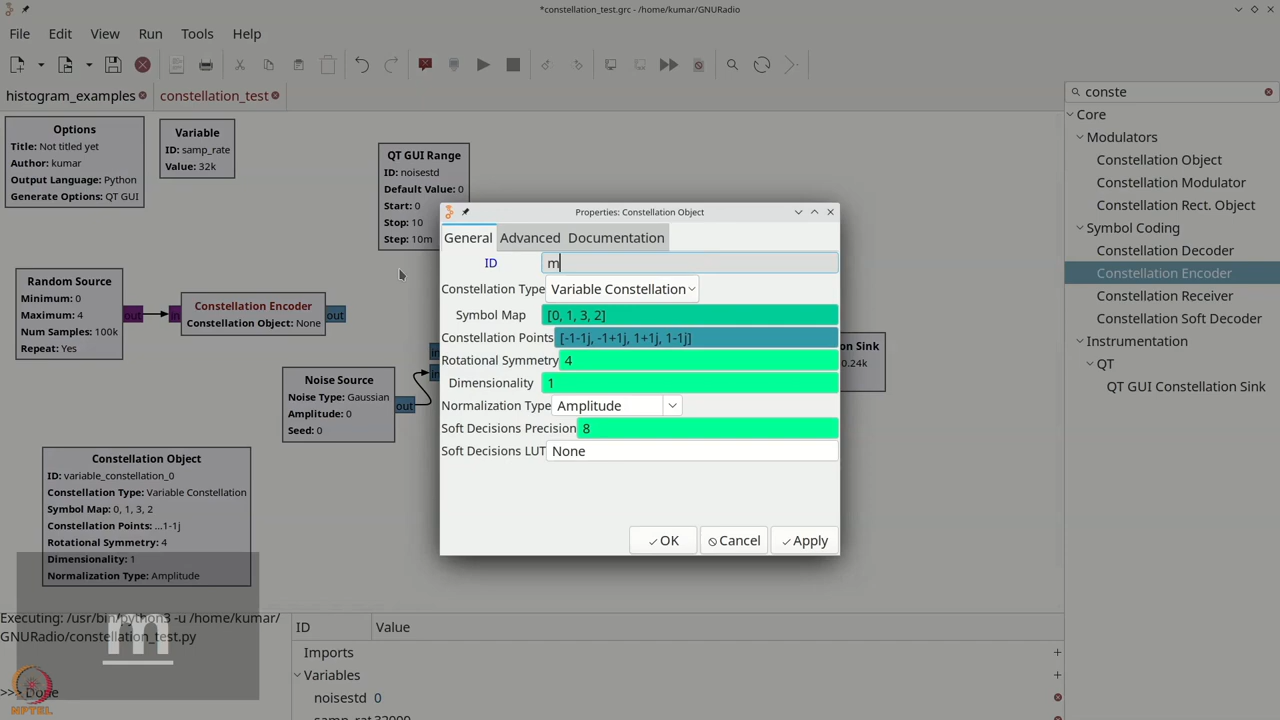 *constellation_test.grc - /home/kumar/GNURadio
File Edit View Run Tools Help
histogram_examples
constellation_test
conste
Options
Title: Not titled yet
Author: kumar
Output Language: Python
Generate Options: QT GUI
Variable
ID: samp_rate
Value: 32k
QT GUI Range
ID: noisestd
Default Value: 0
Start: 0
Stop: 10
Step: 10m
Random Source
Minimum: 0
Maximum: 4
Num Samples: 100k
Repeat: Yes
out
in
Constellation Encoder
Constellation Object: None
out
Noise Source
Noise Type: Gaussian
Amplitude: 0
Seed: 0
out
on Sink
0.24k
Constellation Object
ID: variable_constellation_0
Constellation Type: Variable Constellation
Symbol Map: 0, 1, 3, 2
Constellation Points: ...1-1j
Rotational Symmetry: 4
Dimensionality: 1
Normalization Type: Amplitude
Properties: Constellation Object
General Advanced Documentation
ID m
Constellation Type Variable Constellation
Symbol Map [0, 1, 3, 2]
Constellation Points [-1-1j, -1+1j, 1+1j, 1-1j]
Rotational Symmetry 4
Dimensionality 1
Normalization Type Amplitude
Soft Decisions Precision 8
Soft Decisions LUT None
OK Cancel Apply
Core
Modulators
Constellation Object
Constellation Modulator
Constellation Rect. Object
Symbol Coding
Constellation Decoder
Constellation Encoder
Constellation Receiver
Constellation Soft Decoder
Instrumentation
QT
QT GUI Constellation Sink
Executing: /usr/bin/python3 -u /home/kumar/
GNURadio/constellation_test.py
>>> Done
m
NPTEL
ID Value
Imports
Variables
noisestd 0
samp_rat 32000